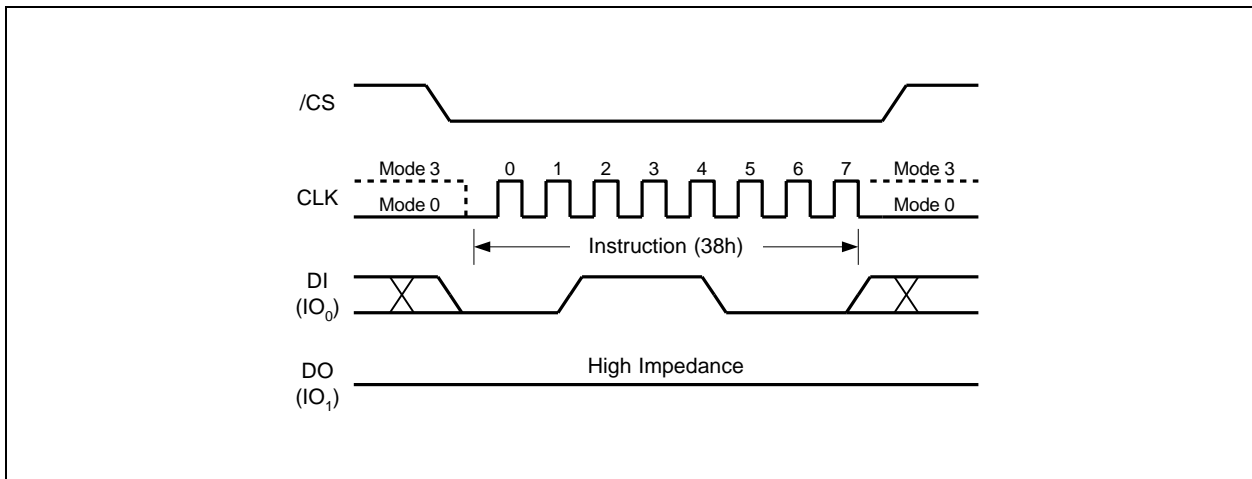 /CS
CLK
Mode 3
Mode 0
0 1 2 3 4 5 6 7
Mode 3
Mode 0
Instruction (38h)
DI
(IO0)
DO
(IO1)
High Impedance